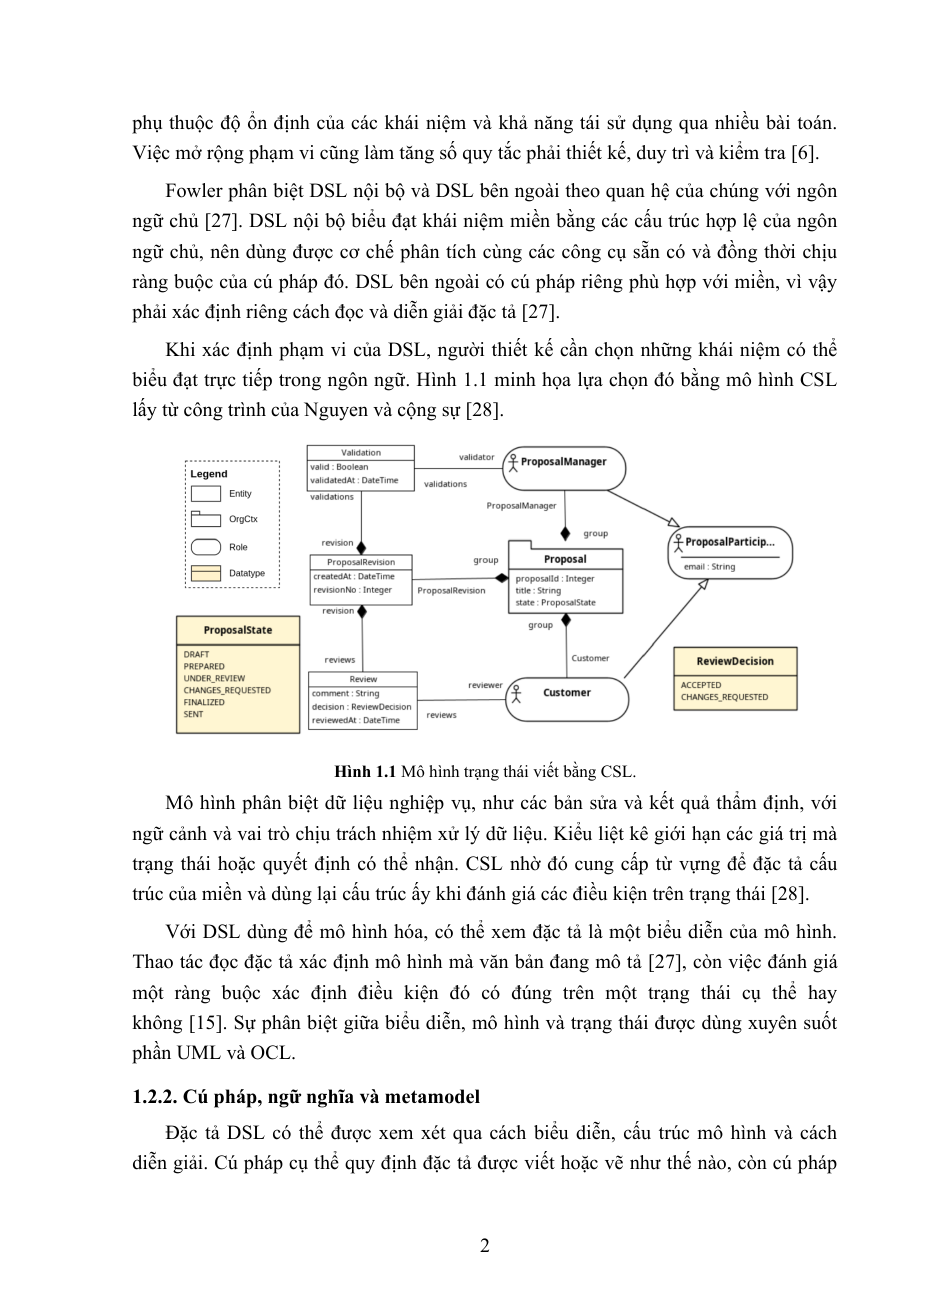 phụ thuộc độ ổn định của các khái niệm và khả năng tái sử dụng qua nhiều bài toán.
Việc mở rộng phạm vi cũng làm tăng số quy tắc phải thiết kế, duy trì và kiểm tra [6].
Fowler phân biệt DSL nội bộ và DSL bên ngoài theo quan hệ của chúng với ngôn
ngữ chủ [27]. DSL nội bộ biểu đạt khái niệm miền bằng các cấu trúc hợp lệ của ngôn
ngữ chủ, nên dùng được cơ chế phân tích cùng các công cụ sẵn có và đồng thời chịu
ràng buộc của cú pháp đó. DSL bên ngoài có cú pháp riêng phù hợp với miền, vì vậy
phải xác định riêng cách đọc và diễn giải đặc tả [27].
Khi xác định phạm vi của DSL, người thiết kế cần chọn những khái niệm có thể
biểu đạt trực tiếp trong ngôn ngữ. Hình 1.1 minh họa lựa chọn đó bằng mô hình CSL
lấy từ công trình của Nguyen và cộng sự [28].
Legend
Entity
OrgCtx
Role
Datatype
Validation
valid : Boolean
validatedAt : DateTime
validations
validator
validations
ProposalManager
ProposalManager
group
ProposalParticip...
email : String
revision
ProposalRevision
createdAt : DateTime
revisionNo : Integer
revision
group
ProposalRevision
Proposal
proposalId : Integer
title : String
state : ProposalState
group
Customer
ProposalState
DRAFT
PREPARED
UNDER_REVIEW
CHANGES_REQUESTED
FINALIZED
SENT
reviews
Review
comment : String
decision : ReviewDecision
reviewedAt : DateTime
reviewer
reviews
Customer
ReviewDecision
ACCEPTED
CHANGES_REQUESTED
Hình 1.1 Mô hình trạng thái viết bằng CSL.
Mô hình phân biệt dữ liệu nghiệp vụ, như các bản sửa và kết quả thẩm định, với
ngữ cảnh và vai trò chịu trách nhiệm xử lý dữ liệu. Kiểu liệt kê giới hạn các giá trị mà
trạng thái hoặc quyết định có thể nhận. CSL nhờ đó cung cấp từ vựng để đặc tả cấu
trúc của miền và dùng lại cấu trúc ấy khi đánh giá các điều kiện trên trạng thái [28].
Với DSL dùng để mô hình hóa, có thể xem đặc tả là một biểu diễn của mô hình.
Thao tác đọc đặc tả xác định mô hình mà văn bản đang mô tả [27], còn việc đánh giá
một ràng buộc xác định điều kiện đó có đúng trên một trạng thái cụ thể hay
không [15]. Sự phân biệt giữa biểu diễn, mô hình và trạng thái được dùng xuyên suốt
phần UML và OCL.
1.2.2. Cú pháp, ngữ nghĩa và metamodel
Đặc tả DSL có thể được xem xét qua cách biểu diễn, cấu trúc mô hình và cách
diễn giải. Cú pháp cụ thể quy định đặc tả được viết hoặc vẽ như thế nào, còn cú pháp
2